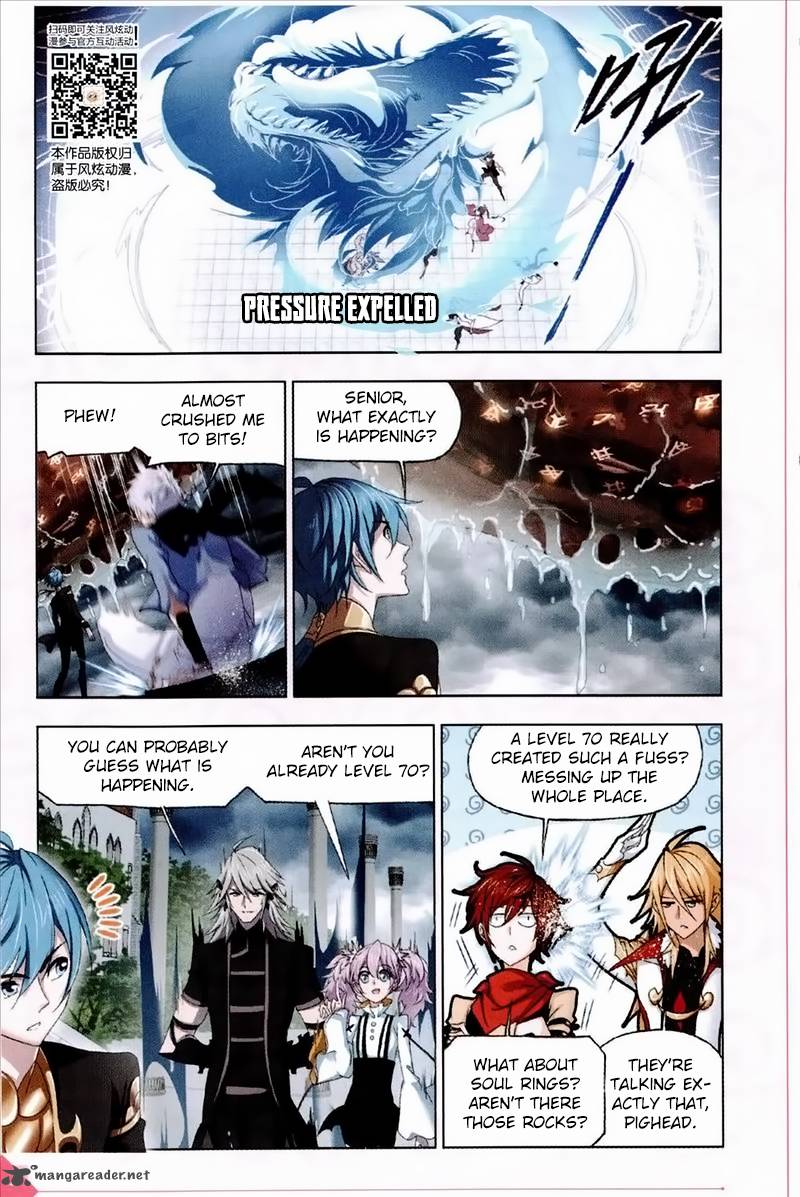 扫码即可关注风炫动
漫参与官方互动活动!
本作品版权归
属于风炫动漫,
盗版必究!
吼
PRESSURE EXPELLED
PHEW!
ALMOST
CRUSHED ME
TO BITS!
SENIOR,
WHAT EXACTLY
IS HAPPENING?
YOU CAN PROBABLY
GUESS WHAT IS
HAPPENING.
AREN'T YOU
ALREADY LEVEL 70?
A LEVEL 70 REALLY
CREATED SUCH A FUSS?
MESSING UP THE
WHOLE PLACE.
WHAT ABOUT
SOUL RINGS?
AREN'T THERE
THOSE ROCKS?
THEY'RE
TALKING EX-
ACTLY THAT,
PIGHEAD.
mangareader.net